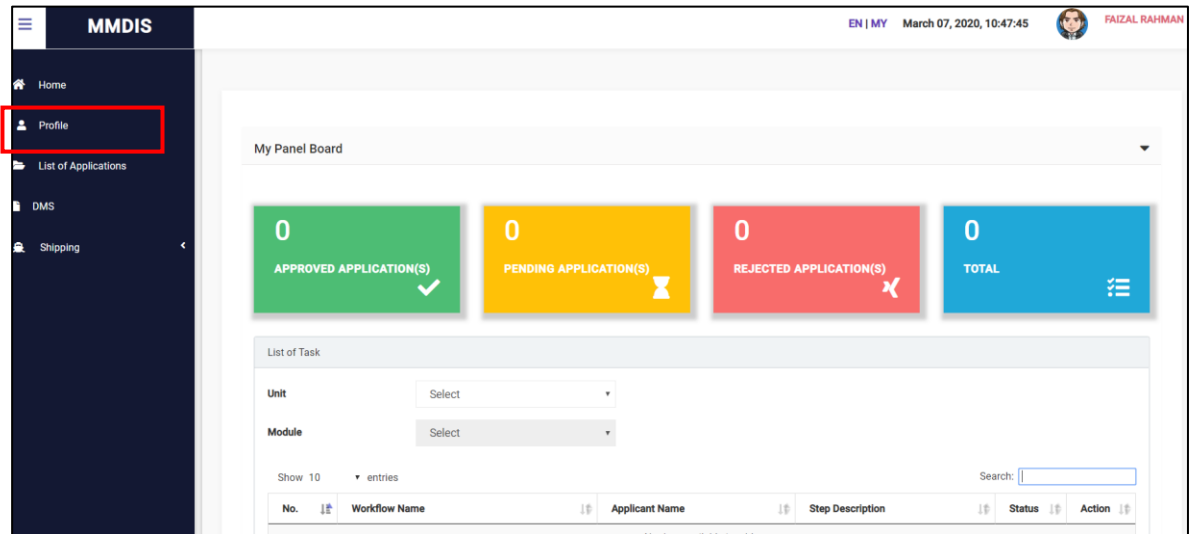 MMDIS
EN | MY March 07, 2020, 10:47:45 FAIZAL RAHMAN
Home
Profile
List of Applications
DMS
Shipping
My Panel Board
0 0 0 0
APPROVED APPLICATION(S) PENDING APPLICATION(S) REJECTED APPLICATION(S) TOTAL
List of Task
Unit Select
Module Select
Show 10 entries Search:
No. Workflow Name Applicant Name Step Description Status Action